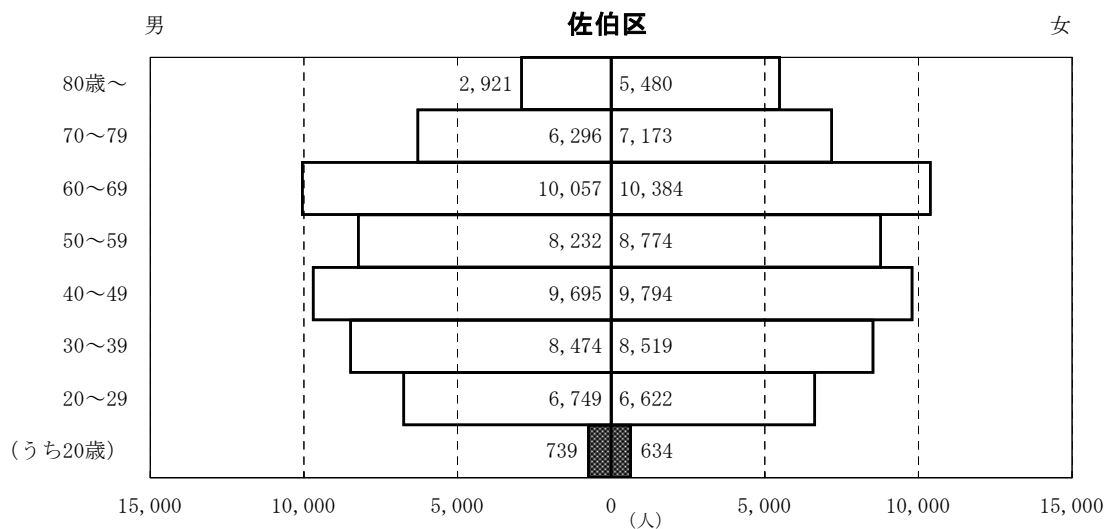 男 佐伯区 女
80歳～ 2,921 5,480
70～79 6,296 7,173
60～69 10,057 10,384
50～59 8,232 8,774
40～49 9,695 9,794
30～39 8,474 8,519
20～29 6,749 6,622
(うち20歳) 739 634
15,000 10,000 5,000 0 5,000 10,000 15,000
(人)